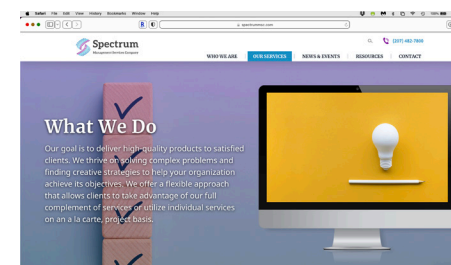 Safari File Edit View History Bookmarks Window Help
spectrummsc.com
Spectrum
Management Services Company
(207) 482-7805
WHO WE ARE OUR SERVICES NEWS & EVENTS RESOURCES CONTACT
What We Do
Our goal is to deliver high-quality products to satisfied
clients. We thrive on solving complex problems and
finding creative strategies to help your organization
achieve its objectives. We offer a flexible approach
that allows clients to take advantage of our full
complement of services or utilize individual services
on an a la carte, project basis.